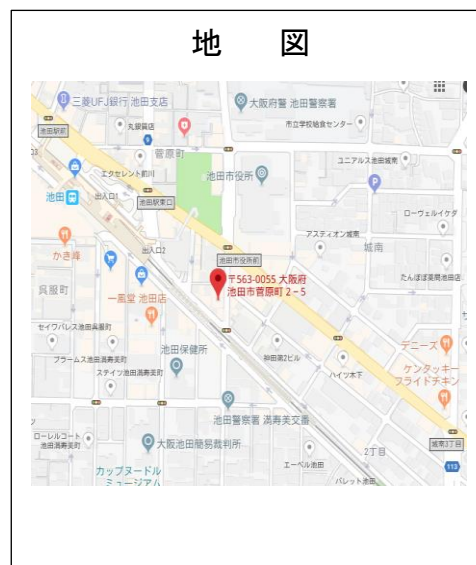 地　図
三菱UFJ銀行 池田支店
大阪府警 池田警察署
丸銀質店
市立学校給食センター
池田駅前
9
菅原町
ユニアルス池田城南
エクセレント前川
池田市役所
池田
出入口1
池田駅東口
P
ローヴェルイケダ
アスティオン城南
城南
かき峰
出入口2
池田市役所前
〒563-0055 大阪府
池田市菅原町２−５
たんぽぽ薬局池田店
呉服町
一風堂 池田店
セイワパレス池田呉服町
池田保健所
神田第2ビル
デニーズ
プラームス池田満寿美町
ケンタッキー
フライドチキン
ステイツ池田満寿美町
ハイツ木下
池田警察署 満寿美交番
ローレルコート
池田満寿美町
大阪池田簡易裁判所
2丁目
城南3丁目
エーベル池田
カップヌードル
ミュージアム
113
パレット池田